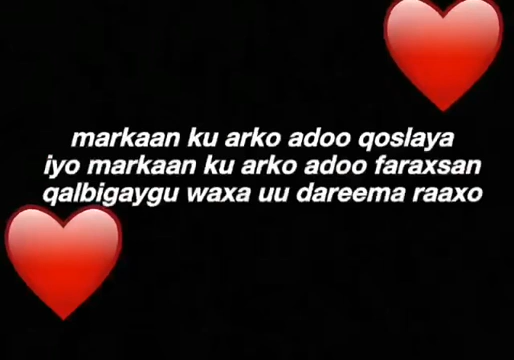 markaan ku arko adoo qoslaya
iyo markaan ku arko adoo faraxsan
qalbigaygu waxa uu dareema raaxo